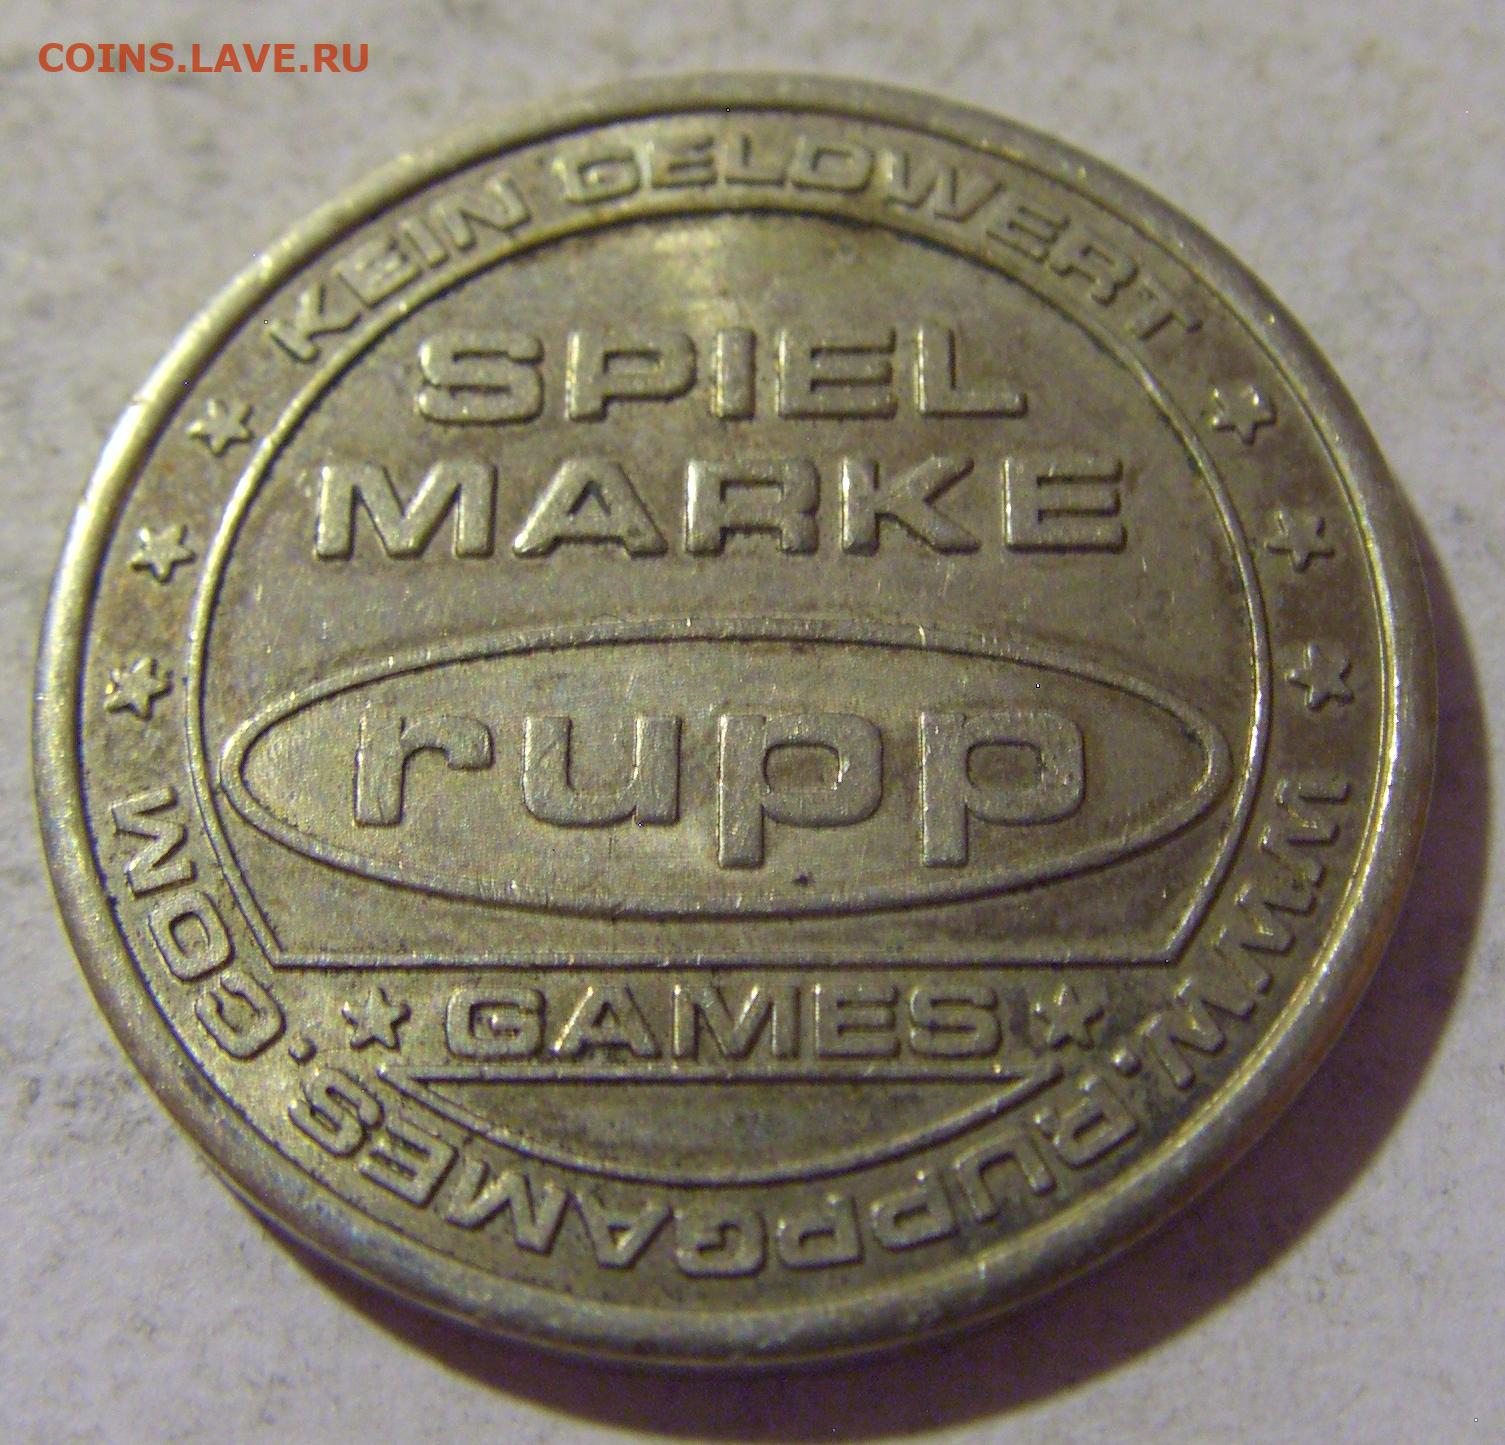 COINS.LAVE.RU
KEIN GELDWERT
SPIEL
MARKE
rupp
GAMES
WWW.RUPPGAMES.COM